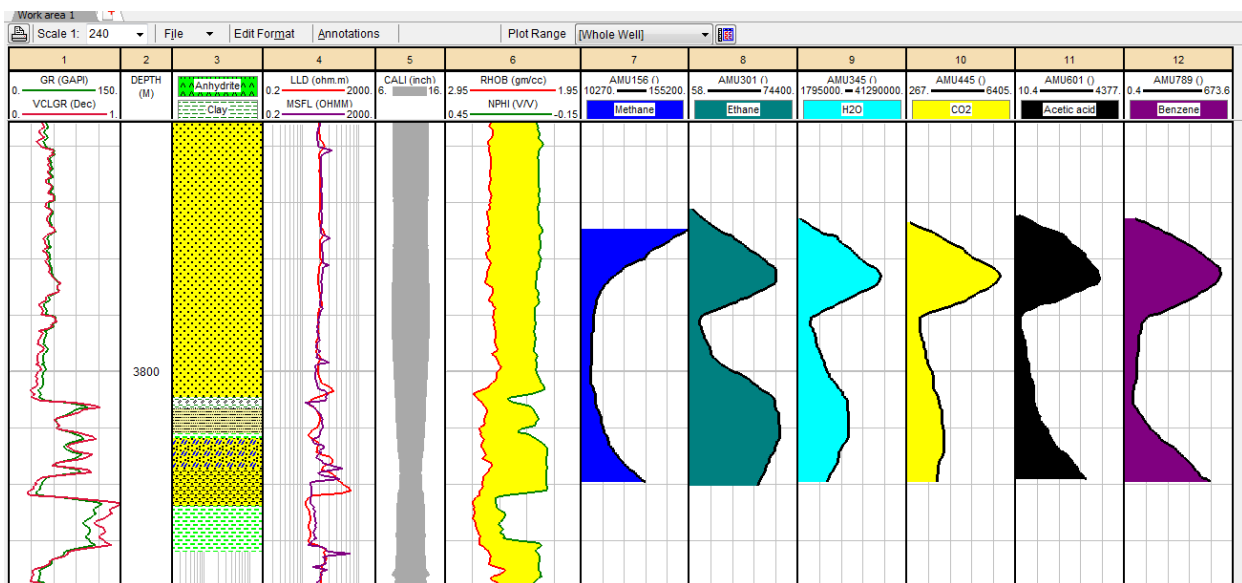 Work area 1
Scale 1: 240 File Edit Format Annotations Plot Range [Whole Well]
1 2 3 4 5 6 7 8 9 10 11 12
GR (GAPI) DEPTH (M) Anhydrite LLD (ohm.m) CALI (inch) RHOB (gm/cc) AMU156 () AMU301 () AMU345 () AMU445 () AMU601 () AMU789 ()
0. 150. 0.2 2000. 6. 16. 2.95 1.95 10270. 155200. 58. 74400. 1795000. 41290000. 267. 6405. 10.4 4377. 0.4 673.6
VCLGR (Dec) Clay MSFL (OHMM) NPHI (V/V) Methane Ethane H2O CO2 Acetic acid Benzene
0. 1. 0.2 2000. 0.45 -0.15
3800